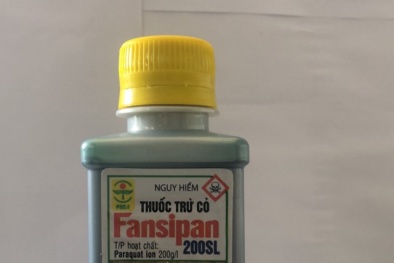 NGUY HIỂM
THUỐC TRỪ CỎ
Fansipan
200SL
T/P hoạt chất:
Paraquat ion 200g/l